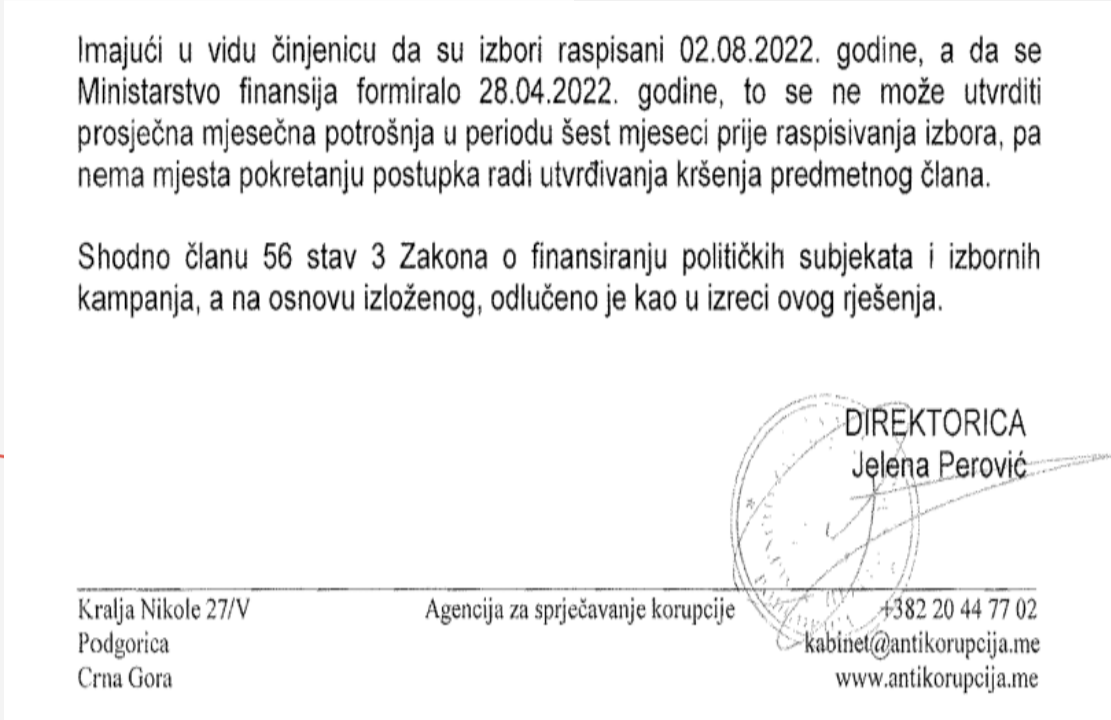 Imajući u vidu činjenicu da su izbori raspisani 02.08.2022. godine, a da se
Ministarstvo finansija formiralo 28.04.2022. godine, to se ne može utvrditi
prosječna mjesečna potrošnja u periodu šest mjeseci prije raspisivanja izbora, pa
nema mjesta pokretanju postupka radi utvrđivanja kršenja predmetnog člana.
Shodno članu 56 stav 3 Zakona o finansiranju političkih subjekata i izbornih
kampanja, a na osnovu izloženog, odlučeno je kao u izreci ovog rješenja.
DIREKTORICA
Jelena Perović
Kralja Nikole 27/V Agencija za sprječavanje korupcije +382 20 44 77 02
Podgorica kabinet@antikorupcija.me
Crna Gora www.antikorupcija.me